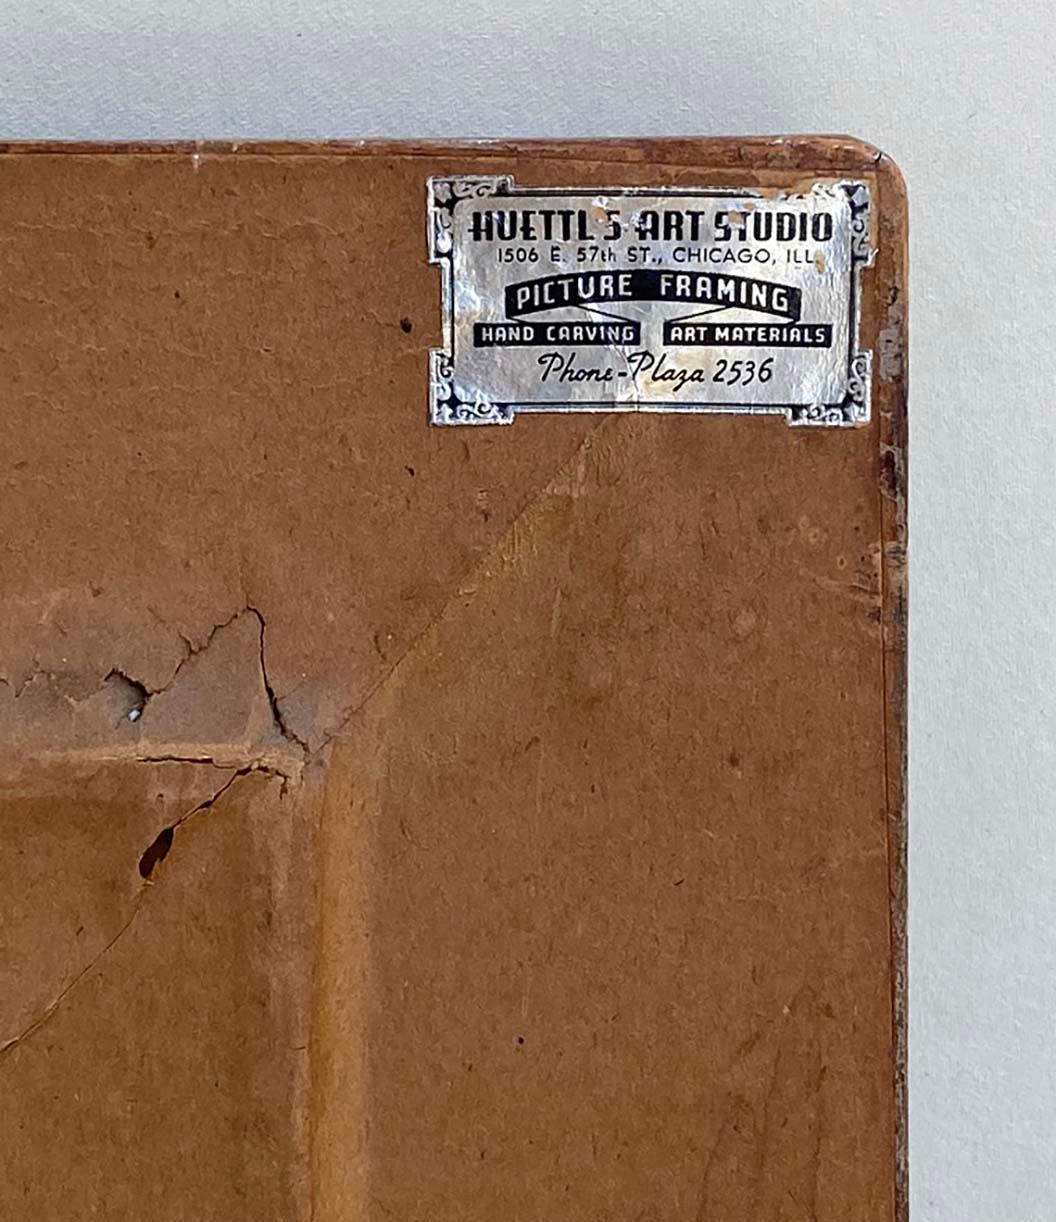 HUETTL'S ART STUDIO
1506 E. 57th ST., CHICAGO, ILL.
PICTURE FRAMING
HAND CARVING ART MATERIALS
Phone-Plaza 2536